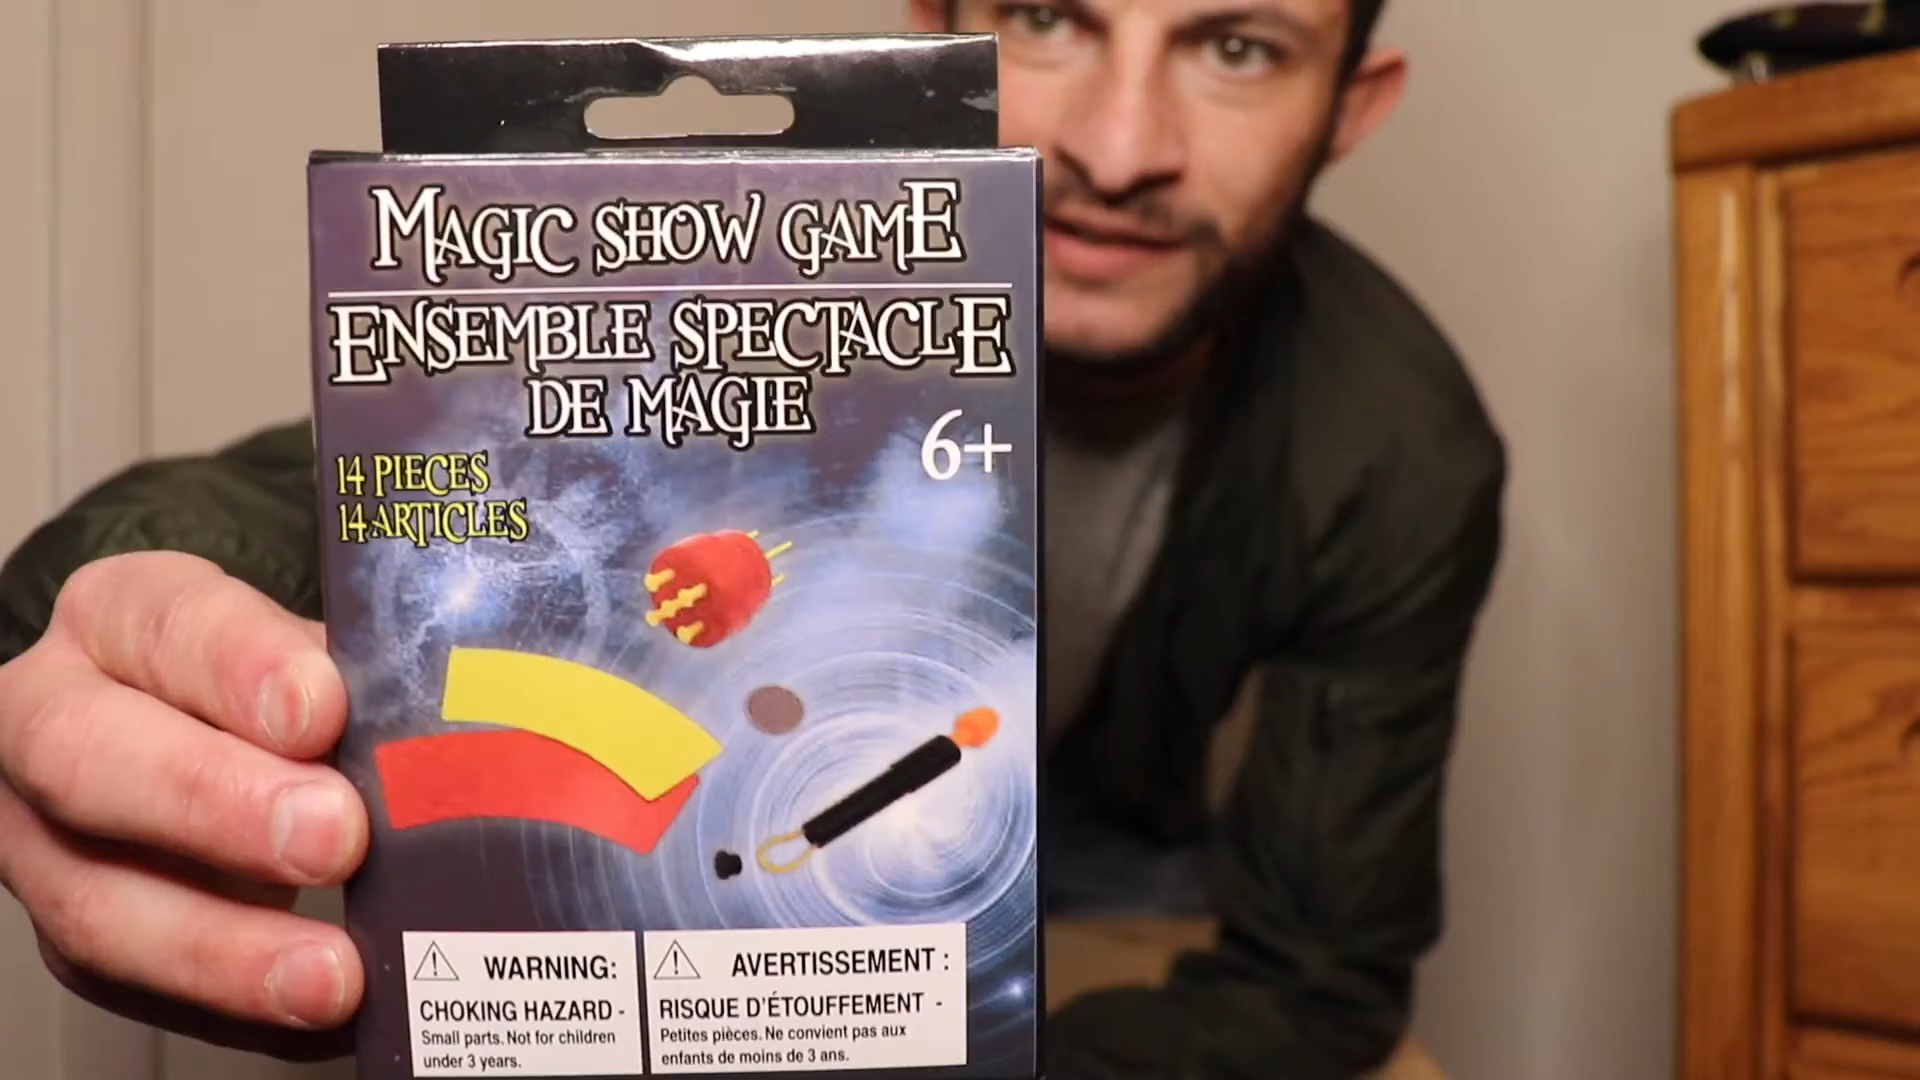 MAGIC SHOW GAME
ENSEMBLE SPECTACLE
DE MAGIE
6+
14 PIECES
14 ARTICLES
WARNING:
CHOKING HAZARD -
Small parts. Not for children
under 3 years.
AVERTISSEMENT :
RISQUE D'ÉTOUFFEMENT -
Petites pièces. Ne convient pas aux
enfants de moins de 3 ans.